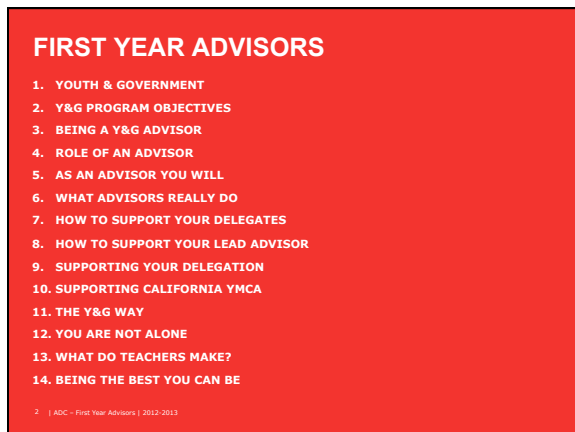 FIRST YEAR ADVISORS
1. YOUTH & GOVERNMENT
2. Y&G PROGRAM OBJECTIVES
3. BEING A Y&G ADVISOR
4. ROLE OF AN ADVISOR
5. AS AN ADVISOR YOU WILL
6. WHAT ADVISORS REALLY DO
7. HOW TO SUPPORT YOUR DELEGATES
8. HOW TO SUPPORT YOUR LEAD ADVISOR
9. SUPPORTING YOUR DELEGATION
10. SUPPORTING CALIFORNIA YMCA
11. THE Y&G WAY
12. YOU ARE NOT ALONE
13. WHAT DO TEACHERS MAKE?
14. BEING THE BEST YOU CAN BE
2 | ADC – First Year Advisors | 2012-2013